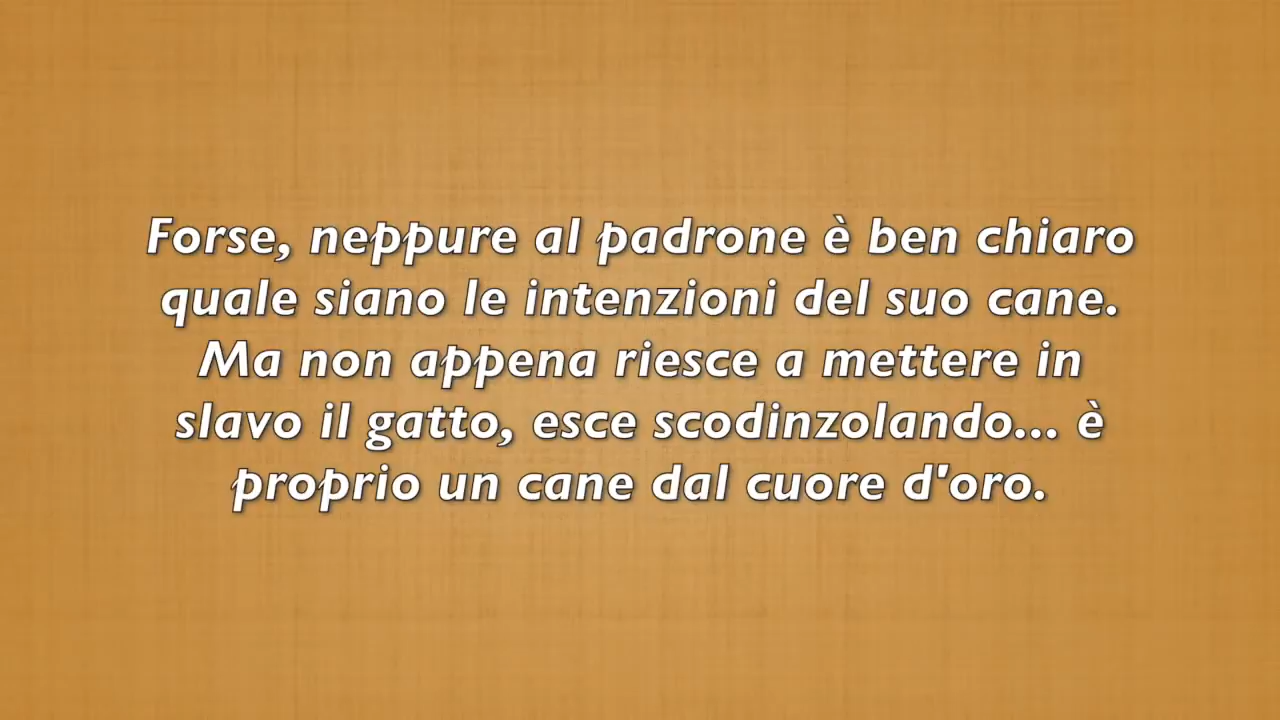 Forse, neppure al padrone è ben chiaro
quale siano le intenzioni del suo cane.
Ma non appena riesce a mettere in
slavo il gatto, esce scodinzolando... è
proprio un cane dal cuore d'oro.